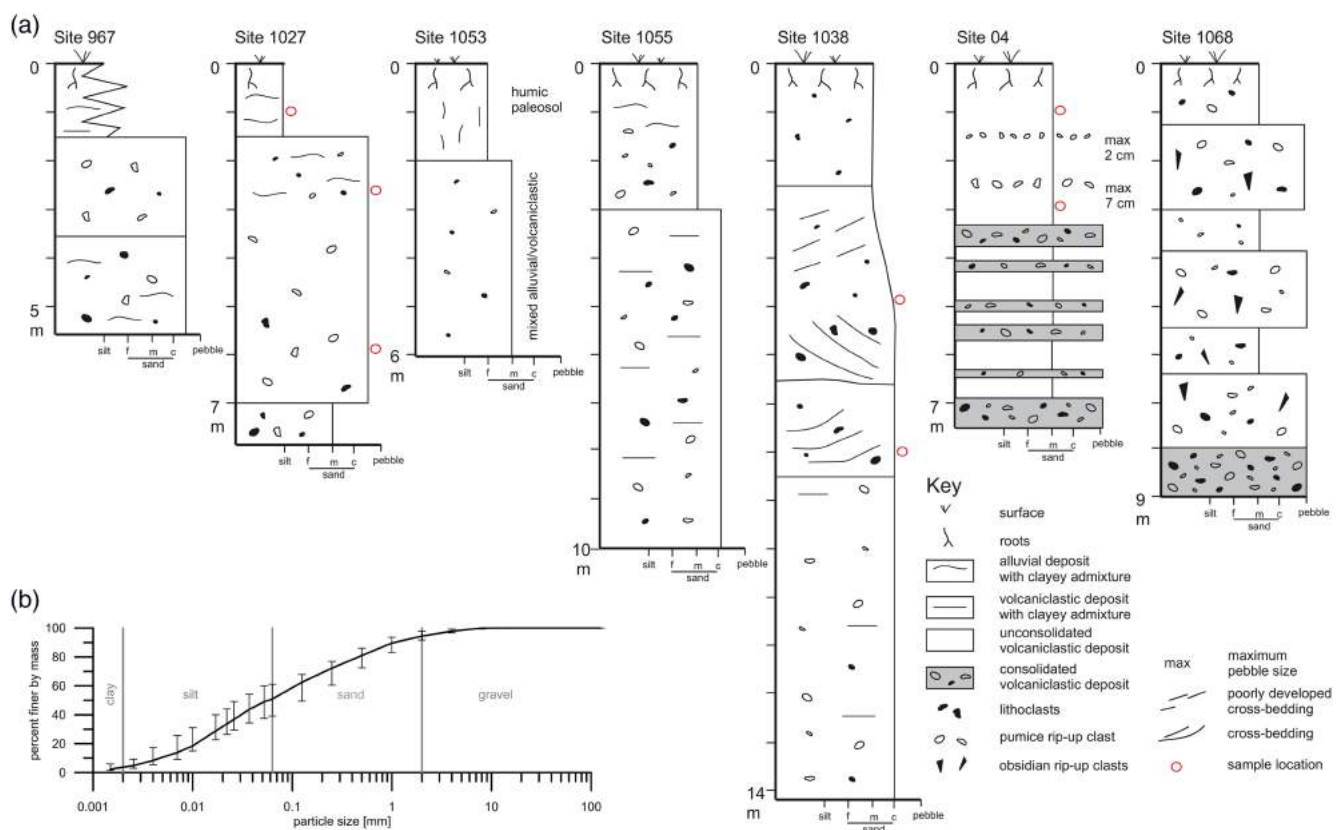 (a)
Site 967
Site 1027
Site 1053
Site 1055
Site 1038
Site 04
Site 1068
0
5
m
silt f m c pebble
sand
0
7
m
silt f m c pebble
sand
0
humic
paleosol
mixed alluvial/volcaniclastic
6
m
silt f m c pebble
sand
0
10
m
silt f m c pebble
sand
0
14
m
silt f m c pebble
sand
0
max
2 cm
max
7 cm
7
m
silt f m c pebble
sand
0
9
m
silt f m c pebble
sand
Key
surface
roots
alluvial deposit
with clayey admixture
volcaniclastic deposit
with clayey admixture
unconsolidated
volcaniclastic deposit
consolidated
volcaniclastic deposit
lithoclasts
pumice rip-up clast
obsidian rip-up clasts
max maximum
pebble size
poorly developed
cross-bedding
cross-bedding
sample location
(b)
percent finer by mass
100
80
60
40
20
0
clay
silt
sand
gravel
0.001 0.01 0.1 1 10 100
particle size [mm]